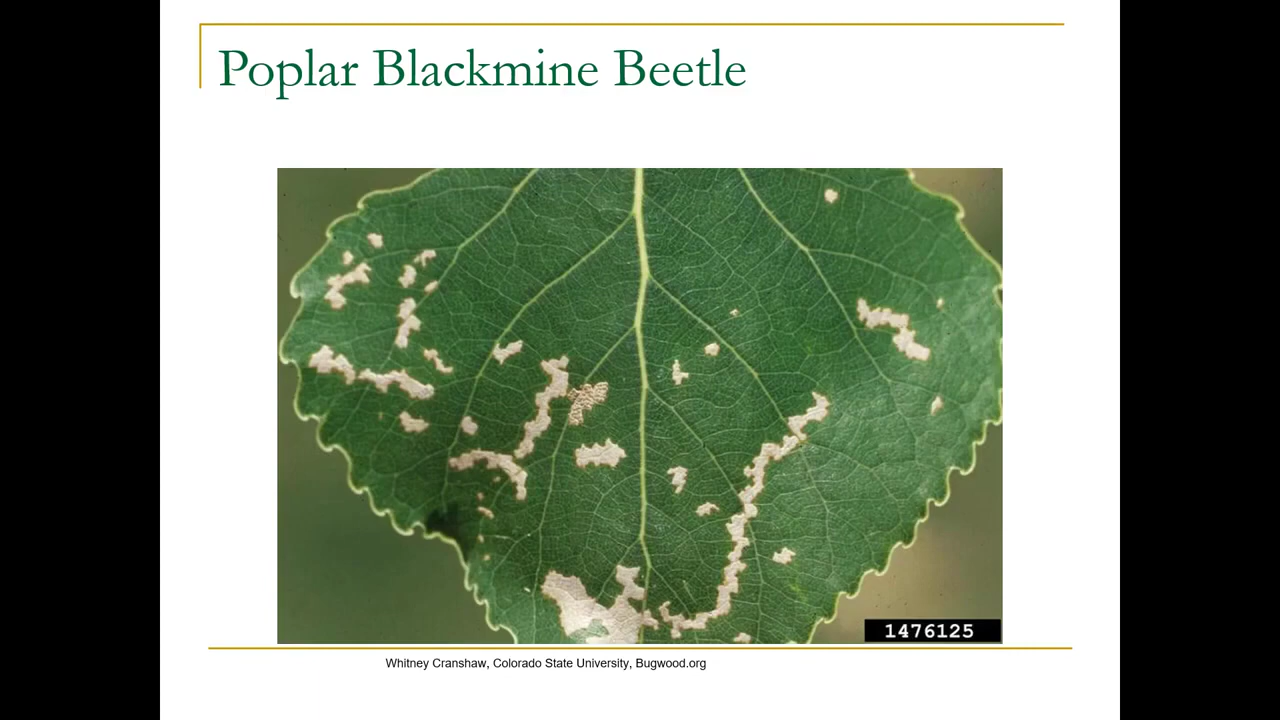 Poplar Blackmine Beetle
1476125
Whitney Cranshaw, Colorado State University, Bugwood.org